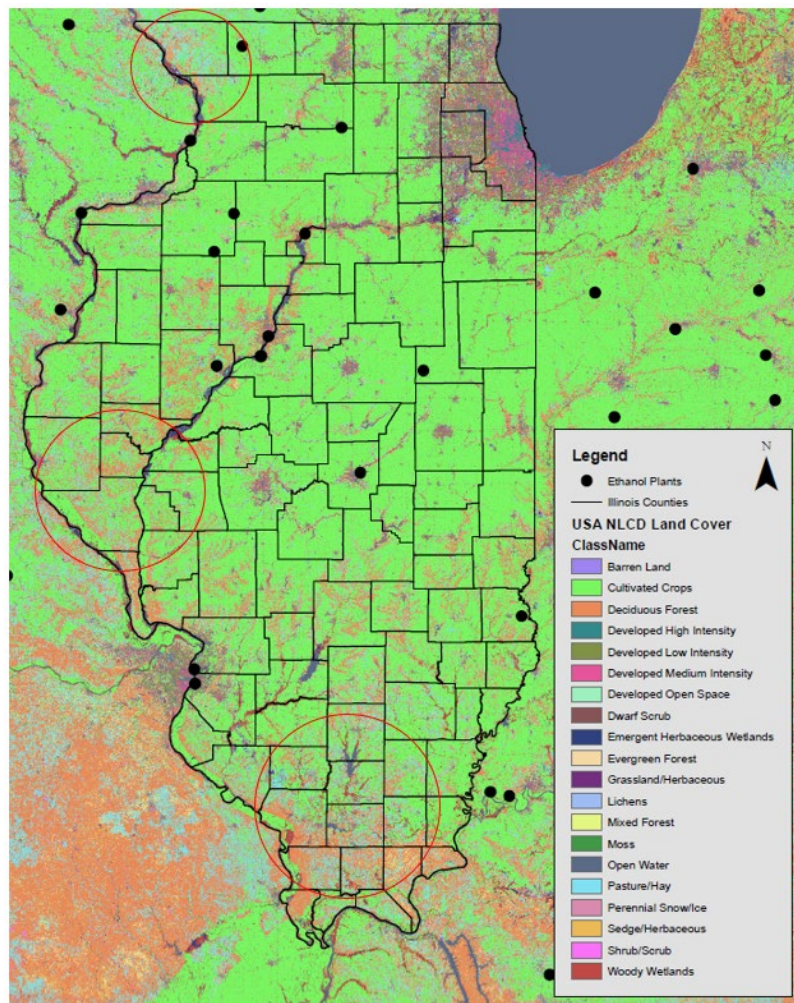 Legend
N
Ethanol Plants
Illinois Counties
USA NLCD Land Cover
ClassName
Barren Land
Cultivated Crops
Deciduous Forest
Developed High Intensity
Developed Low Intensity
Developed Medium Intensity
Developed Open Space
Dwarf Scrub
Emergent Herbaceous Wetlands
Evergreen Forest
Grassland/Herbaceous
Lichens
Mixed Forest
Moss
Open Water
Pasture/Hay
Perennial Snow/Ice
Sedge/Herbaceous
Shrub/Scrub
Woody Wetlands